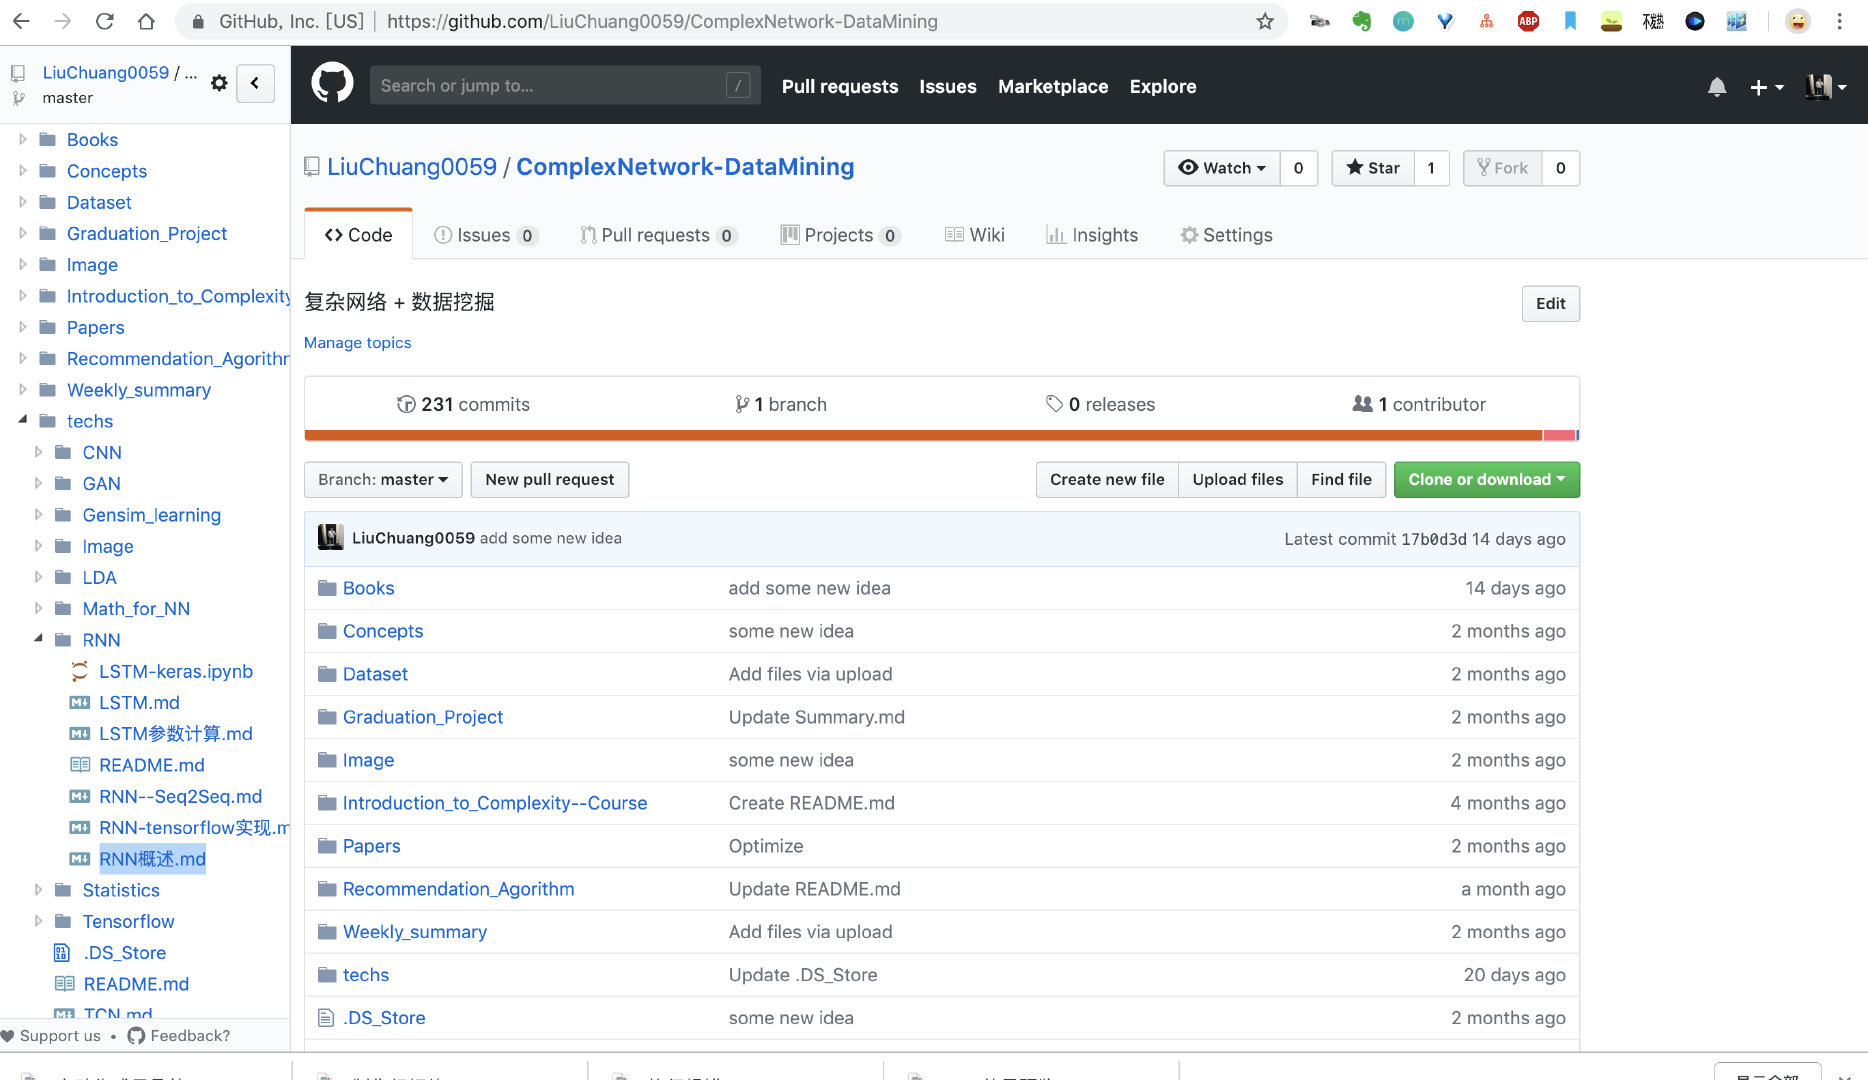 GitHub, Inc. [US] | https://github.com/LiuChuang0059/ComplexNetwork-DataMining
ABP
LiuChuang0059 / ...
master
Search or jump to...
/
Pull requests
Issues
Marketplace
Explore
Books
Concepts
Dataset
Graduation_Project
Image
Introduction_to_Complexity
Papers
Recommendation_Agorithm
Weekly_summary
techs
CNN
GAN
Gensim_learning
Image
LDA
Math_for_NN
RNN
LSTM-keras.ipynb
LSTM.md
LSTM参数计算.md
README.md
RNN--Seq2Seq.md
RNN-tensorflow实现.m
RNN概述.md
Statistics
Tensorflow
.DS_Store
README.md
TCN.md
Support us • Feedback?
LiuChuang0059 / ComplexNetwork-DataMining
Watch 0
Star 1
Fork 0
Code
Issues 0
Pull requests 0
Projects 0
Wiki
Insights
Settings
复杂网络 + 数据挖掘
Edit
Manage topics
231 commits
1 branch
0 releases
1 contributor
Branch: master
New pull request
Create new file
Upload files
Find file
Clone or download
LiuChuang0059 add some new idea
Latest commit 17b0d3d 14 days ago
Books add some new idea 14 days ago
Concepts some new idea 2 months ago
Dataset Add files via upload 2 months ago
Graduation_Project Update Summary.md 2 months ago
Image some new idea 2 months ago
Introduction_to_Complexity--Course Create README.md 4 months ago
Papers Optimize 2 months ago
Recommendation_Agorithm Update README.md a month ago
Weekly_summary Add files via upload 2 months ago
techs Update .DS_Store 20 days ago
.DS_Store some new idea 2 months ago